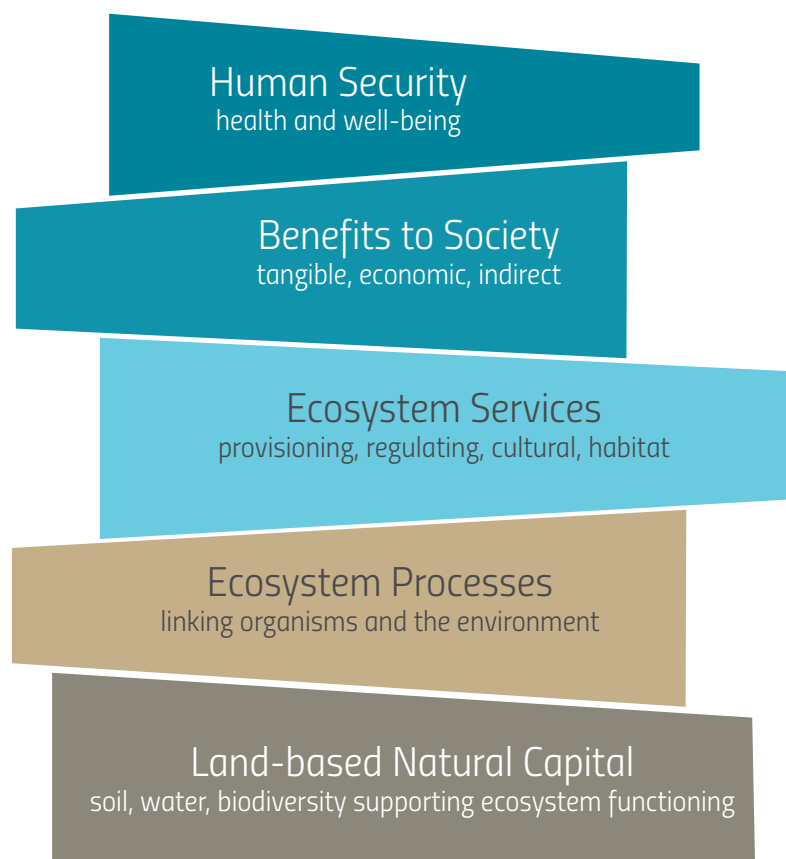 Human Security
health and well-being
Benefits to Society
tangible, economic, indirect
Ecosystem Services
provisioning, regulating, cultural, habitat
Ecosystem Processes
linking organisms and the environment
Land-based Natural Capital
soil, water, biodiversity supporting ecosystem functioning